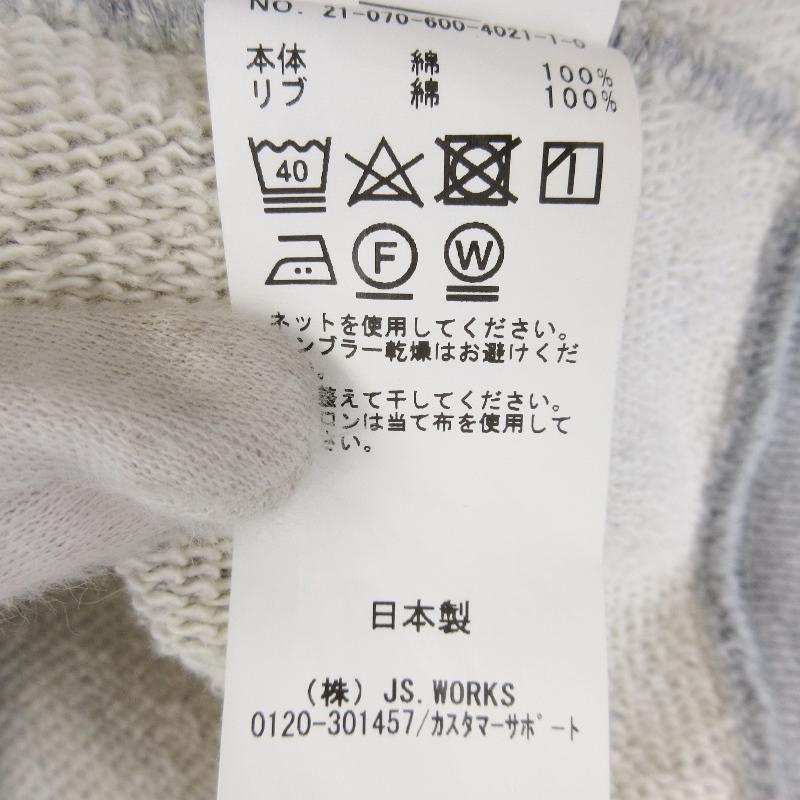 NO. 21-070-600-4021-1-0
本体 綿 100%
リブ 綿 100%
40
F W
ネットを使用してください。
ンブラー乾燥はお避けくだ
。
整えて干してください。
ロンは当て布を使用して
さい。
日本製
(株) JS.WORKS
0120-301457/カスタマーサポート